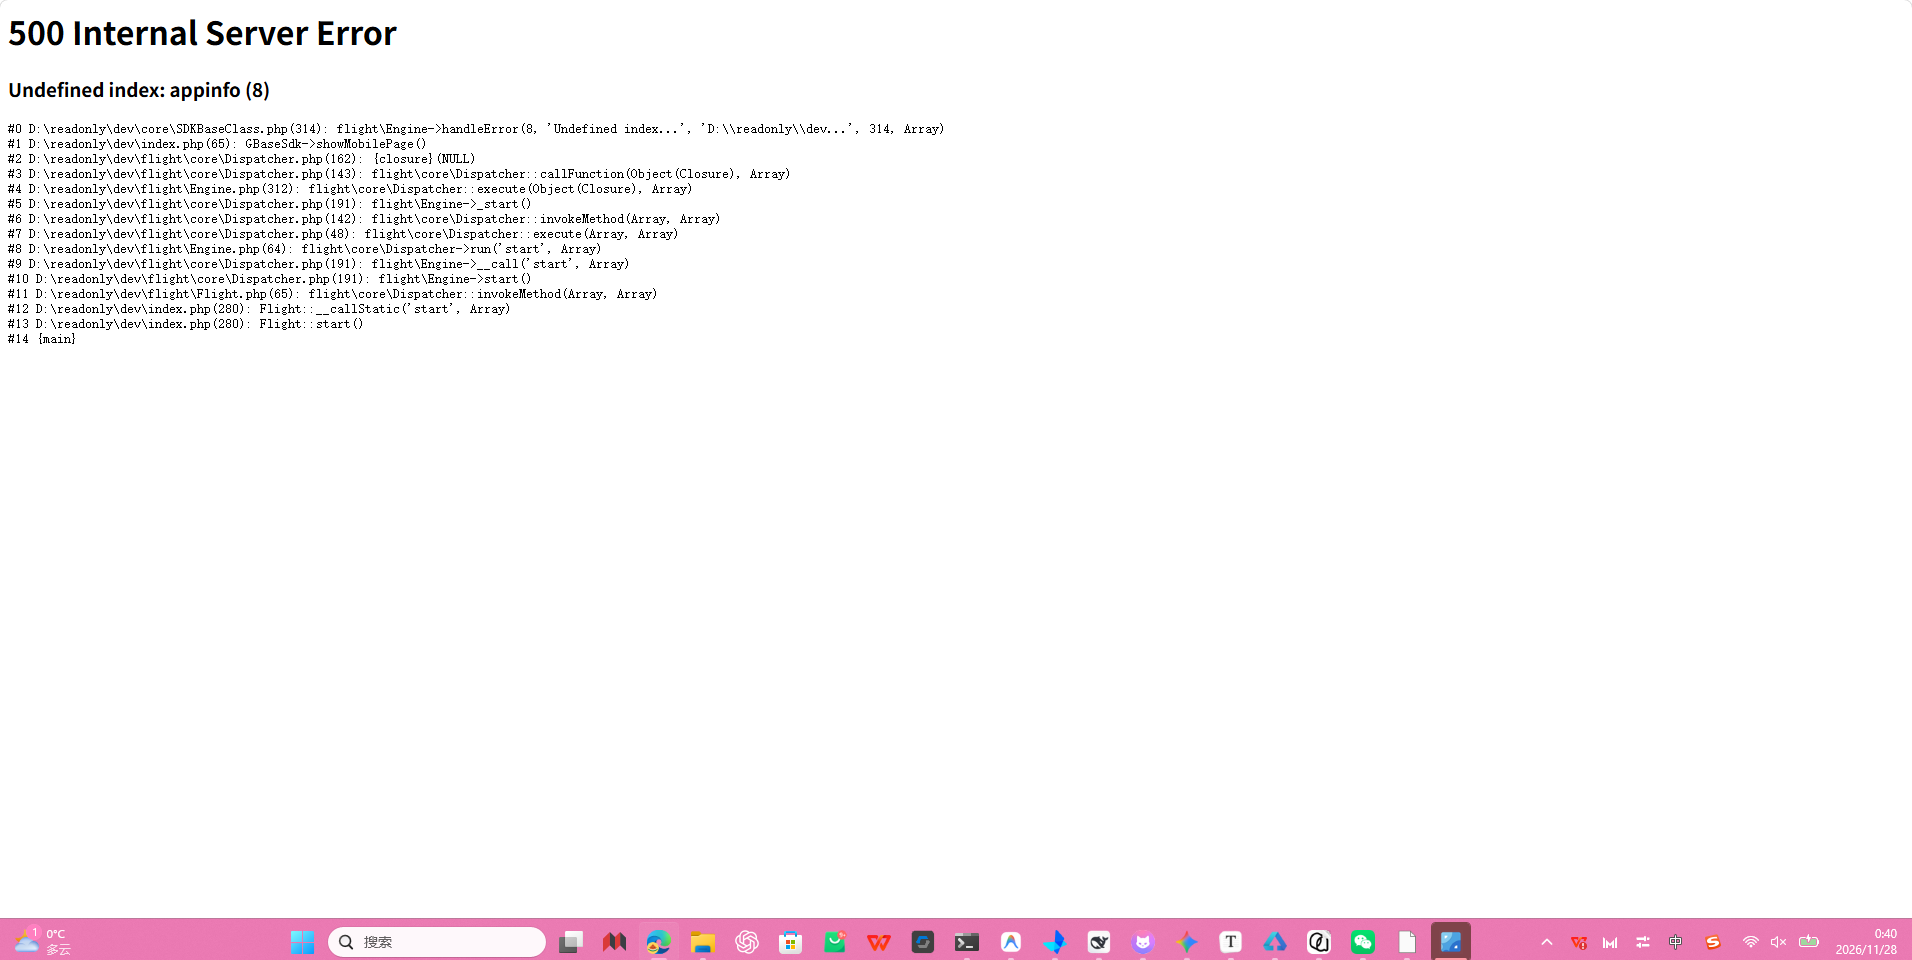 500 Internal Server Error
Undefined index: appinfo (8)
#0 D:\readonly\dev\core\SDKBaseClass.php(314): flight\Engine->handleError(8, 'Undefined index...', 'D:\\readonly\\dev...', 314, Array)
#1 D:\readonly\dev\index.php(65): GBaseSdk->showMobilePage()
#2 D:\readonly\dev\flight\core\Dispatcher.php(162): {closure}(NULL)
#3 D:\readonly\dev\flight\core\Dispatcher.php(143): flight\core\Dispatcher::callFunction(Object(Closure), Array)
#4 D:\readonly\dev\flight\Engine.php(312): flight\core\Dispatcher::execute(Object(Closure), Array)
#5 D:\readonly\dev\flight\core\Dispatcher.php(191): flight\Engine->_start()
#6 D:\readonly\dev\flight\core\Dispatcher.php(142): flight\core\Dispatcher::invokeMethod(Array, Array)
#7 D:\readonly\dev\flight\core\Dispatcher.php(48): flight\core\Dispatcher::execute(Array, Array)
#8 D:\readonly\dev\flight\Engine.php(64): flight\core\Dispatcher->run('start', Array)
#9 D:\readonly\dev\flight\core\Dispatcher.php(191): flight\Engine->__call('start', Array)
#10 D:\readonly\dev\flight\core\Dispatcher.php(191): flight\Engine->start()
#11 D:\readonly\dev\flight\Flight.php(65): flight\core\Dispatcher::invokeMethod(Array, Array)
#12 D:\readonly\dev\index.php(280): Flight::__callStatic('start', Array)
#13 D:\readonly\dev\index.php(280): Flight::start()
#14 {main}
1
0°C
多云
搜索
T
中
0:40
2026/11/28